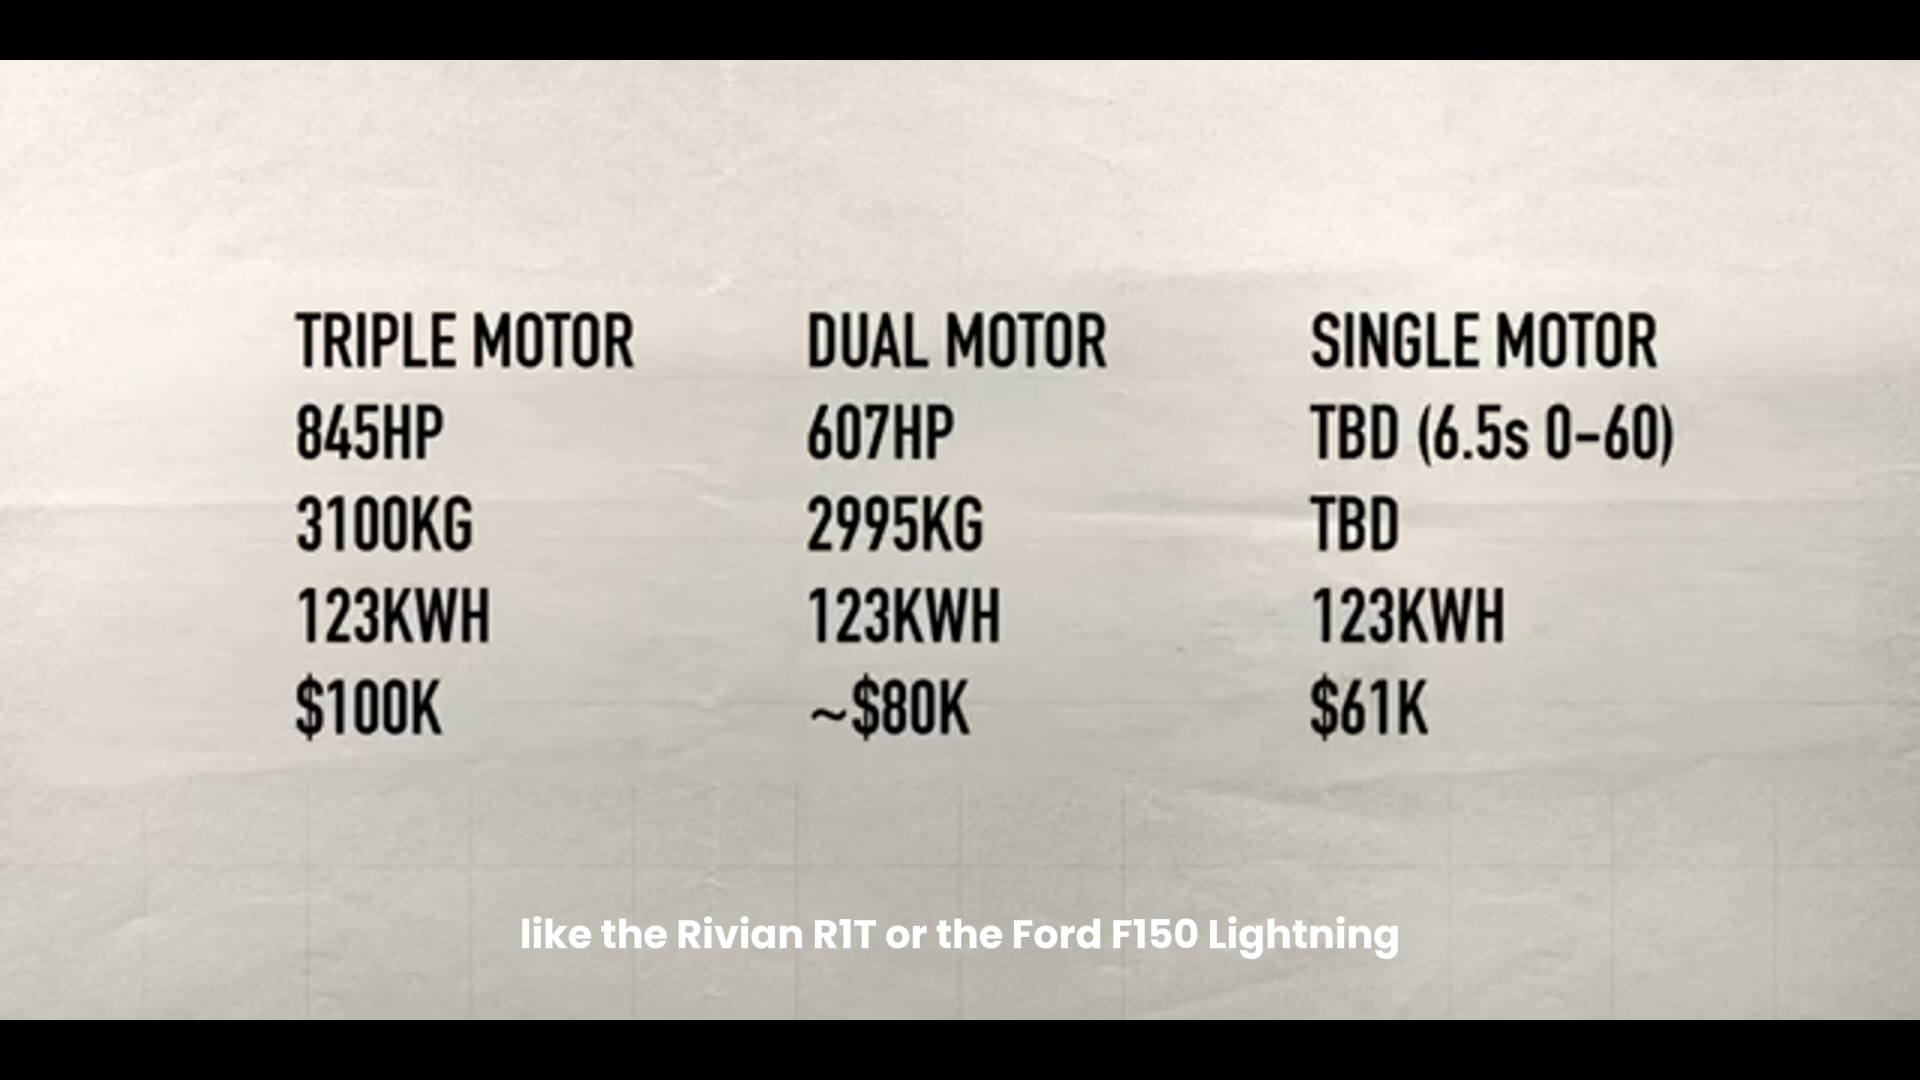 TRIPLE MOTOR
845HP
3100KG
123KWH
$100K
DUAL MOTOR
607HP
2995KG
123KWH
~$80K
SINGLE MOTOR
TBD (6.5s 0-60)
TBD
123KWH
$61K
like the Rivian R1T or the Ford F150 Lightning